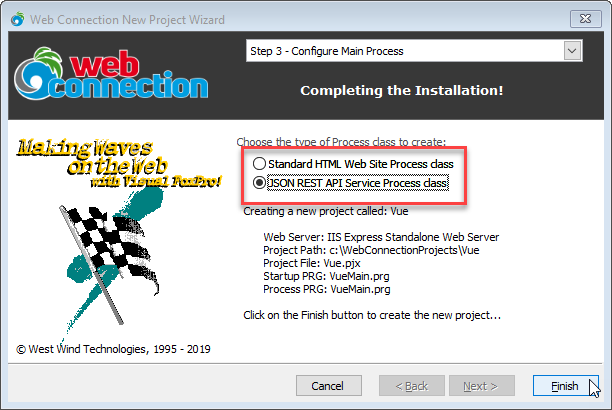 Web Connection New Project Wizard
Step 3 - Configure Main Process
web
connection
Completing the Installation!
Making Waves
on the Web
with Visual FoxPro!
Choose the type of Process class to create:
Standard HTML Web Site Process class
JSON REST API Service Process class
Creating a new project called: Vue
Web Server: IIS Express Standalone Web Server
Project Path: c:\WebConnectionProjects\Vue
Project File: Vue.pjx
Startup PRG: VueMain.prg
Process PRG: VueMain.prg
Click on the Finish button to create the new project...
© West Wind Technologies, 1995 - 2019
Cancel
< Back
Next >
Finish